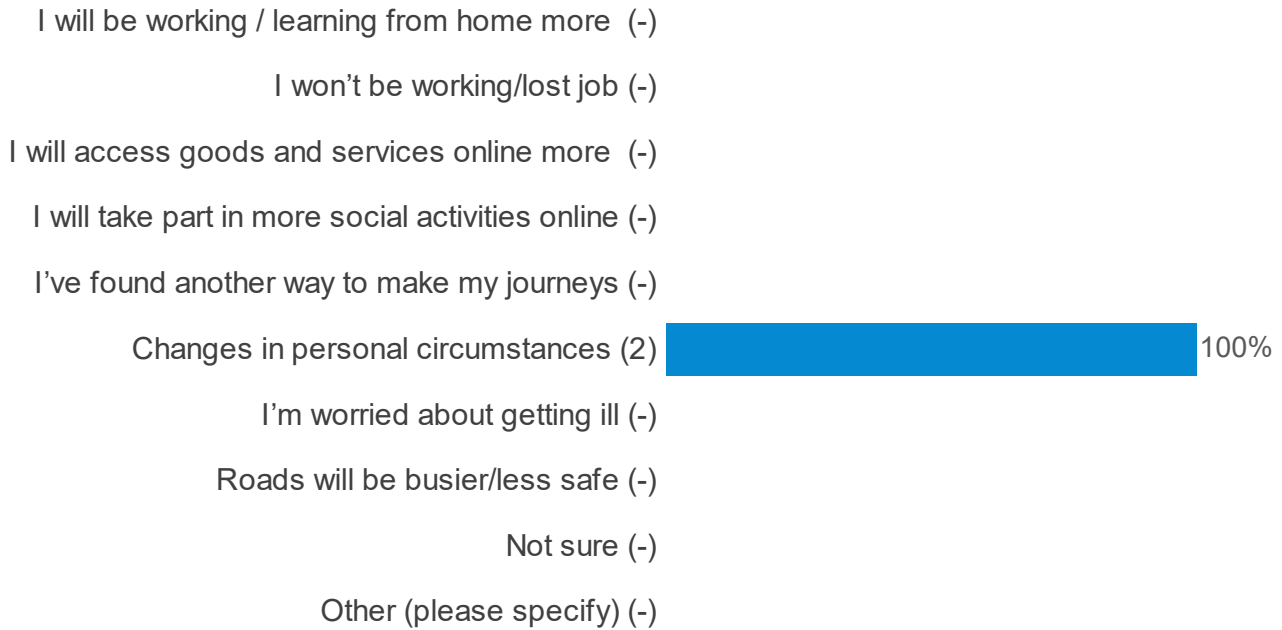 I will be working / learning from home more  (-)
I won’t be working/lost job (-)
I will access goods and services online more  (-)
I will take part in more social activities online (-)
I’ve found another way to make my journeys (-)
Changes in personal circumstances (2) 100%
I’m worried about getting ill (-)
Roads will be busier/less safe (-)
Not sure (-)
Other (please specify) (-)